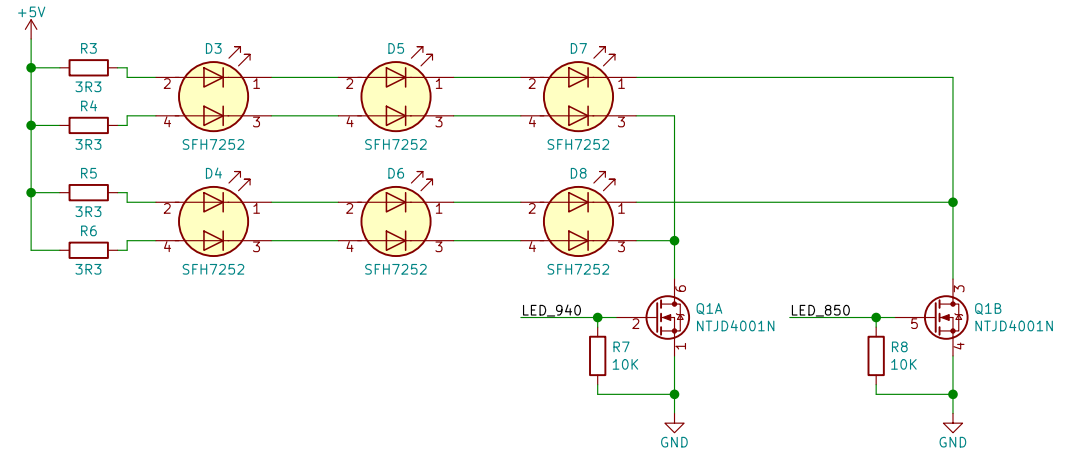 +5V
R3
3R3
R4
3R3
D3
2
1
4
3
SFH7252
D5
2
1
4
3
SFH7252
D7
2
1
4
3
SFH7252
R5
3R3
R6
3R3
D4
2
1
4
3
SFH7252
D6
2
1
4
3
SFH7252
D8
2
1
4
3
SFH7252
LED_940
2
6
1
Q1A
NTJD4001N
R7
10K
GND
LED_850
5
3
4
Q1B
NTJD4001N
R8
10K
GND